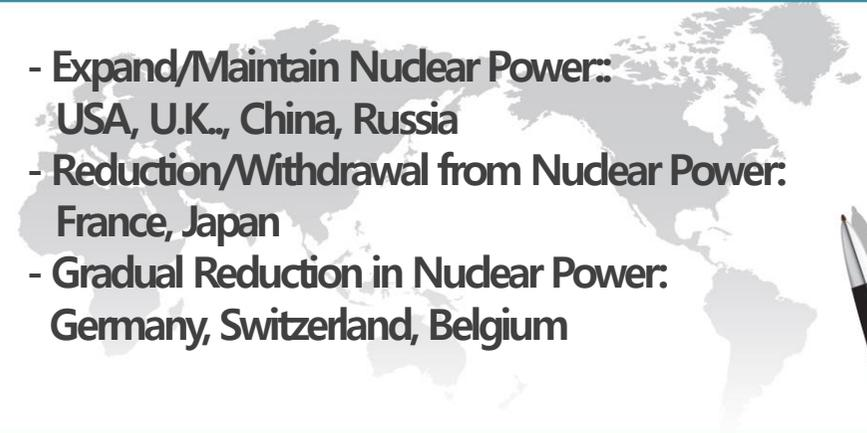 - Expand/Maintain Nuclear Power::
USA, U.K.., China, Russia
- Reduction/Withdrawal from Nuclear Power:
France, Japan
- Gradual Reduction in Nuclear Power:
Germany, Switzerland, Belgium